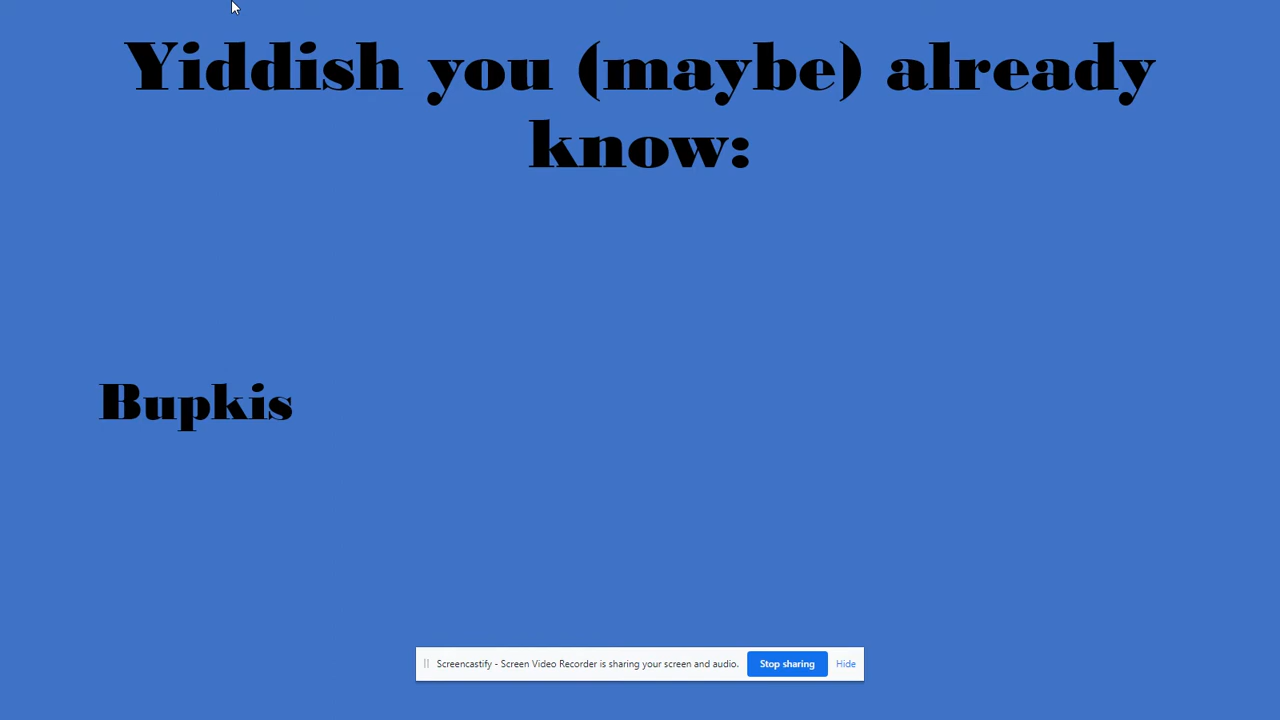 Yiddish you (maybe) already
know:
Bupkis
Screencastify - Screen Video Recorder is sharing your screen and audio. Stop sharing Hide